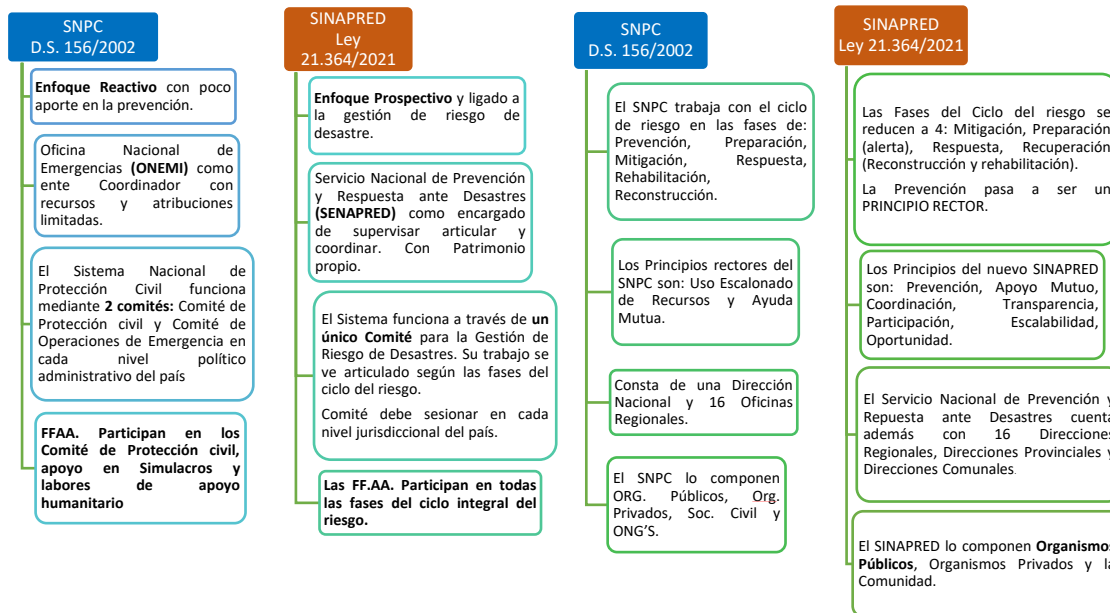 SNPC
D.S. 156/2002
Enfoque Reactivo con poco
aporte en la prevención.
Oficina Nacional de
Emergencias (ONEMI) como
ente Coordinador con
recursos y atribuciones
limitadas.
El Sistema Nacional de
Protección Civil funciona
mediante 2 comités: Comité de
Protección civil y Comité de
Operaciones de Emergencia en
cada nivel político
administrativo del país
FFAA. Participan en los
Comité de Protección civil,
apoyo en Simulacros y
labores de apoyo
humanitario
SINAPRED
Ley
21.364/2021
Enfoque Prospectivo y ligado a
la gestión de riesgo de
desastre.
Servicio Nacional de Prevención
y Respuesta ante Desastres
(SENAPRED) como encargado
de supervisar articular y
coordinar. Con Patrimonio
propio.
El Sistema funciona a través de un
único Comité para la Gestión de
Riesgo de Desastres. Su trabajo se
ve articulado según las fases del
ciclo del riesgo.
Comité debe sesionar en cada
nivel jurisdiccional del país.
Las FF.AA. Participan en todas
las fases del ciclo integral del
riesgo.
SNPC
D.S. 156/2002
El SNPC trabaja con el ciclo
de riesgo en las fases de:
Prevención, Preparación,
Mitigación, Respuesta,
Rehabilitación,
Reconstrucción.
Los Principios rectores del
SNPC son: Uso Escalonado
de Recursos y Ayuda
Mutua.
Consta de una Dirección
Nacional y 16 Oficinas
Regionales.
El SNPC lo componen
ORG. Públicos, Org.
Privados, Soc. Civil y
ONG'S.
SINAPRED
Ley 21.364/2021
Las Fases del Ciclo del riesgo se
reducen a 4: Mitigación, Preparación
(alerta), Respuesta, Recuperación
(Reconstrucción y rehabilitación).
La Prevención pasa a ser un
PRINCIPIO RECTOR.
Los Principios del nuevo SINAPRED
son: Prevención, Apoyo Mutuo,
Coordinación, Transparencia,
Participación, Escalabilidad,
Oportunidad.
El Servicio Nacional de Prevención y
Repuesta ante Desastres cuenta
además con 16 Direcciones
Regionales, Direcciones Provinciales y
Direcciones Comunales.
El SINAPRED lo componen Organismos
Públicos, Organismos Privados y la
Comunidad.